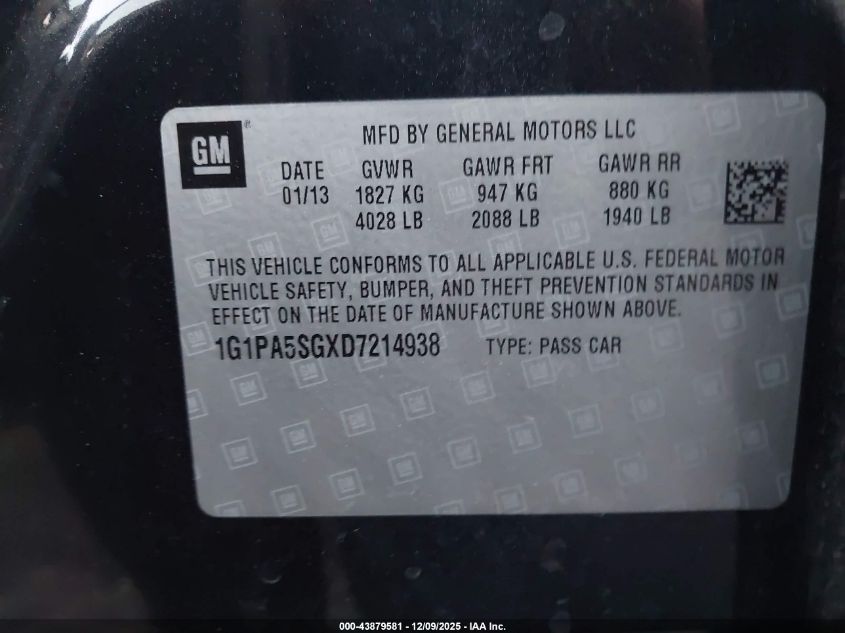 GM®
MFD BY GENERAL MOTORS LLC
DATE GVWR GAWR FRT GAWR RR
01/13 1827 KG 947 KG 880 KG
4028 LB 2088 LB 1940 LB
THIS VEHICLE CONFORMS TO ALL APPLICABLE U.S. FEDERAL MOTOR
VEHICLE SAFETY, BUMPER, AND THEFT PREVENTION STANDARDS IN
EFFECT ON THE DATE OF MANUFACTURE SHOWN ABOVE.
1G1PA5SGXD7214938 TYPE: PASS CAR
000-43879581 - 12/09/2025 - IAA Inc.